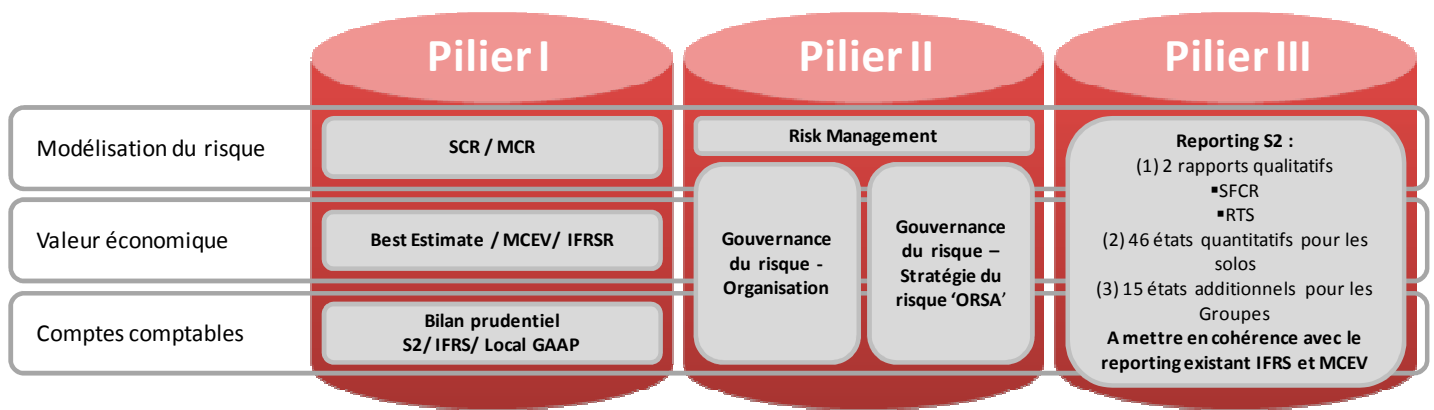 Pilier I
Pilier II
Pilier III
Modélisation du risque
SCR / MCR
Risk Management
Valeur économique
Best Estimate / MCEV/ IFRSR
Comptes comptables
Bilan prudentiel
S2/ IFRS/ Local GAAP
Gouvernance
du risque -
Organisation
Gouvernance
du risque –
Stratégie du
risque ‘ORSA’
Reporting S2 :
(1) 2 rapports qualitatifs
▪SFCR
▪RTS
(2) 46 états quantitatifs pour les
solos
(3) 15 états additionnels pour les
Groupes
A mettre en cohérence avec le
reporting existant IFRS et MCEV